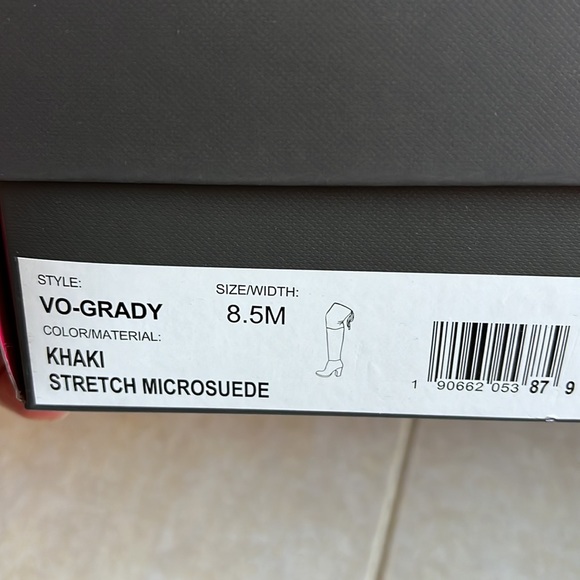 STYLE:
VO-GRADY
SIZE/WIDTH:
8.5M
COLOR/MATERIAL:
KHAKI
STRETCH MICROSUEDE
1 90662 053 87 9